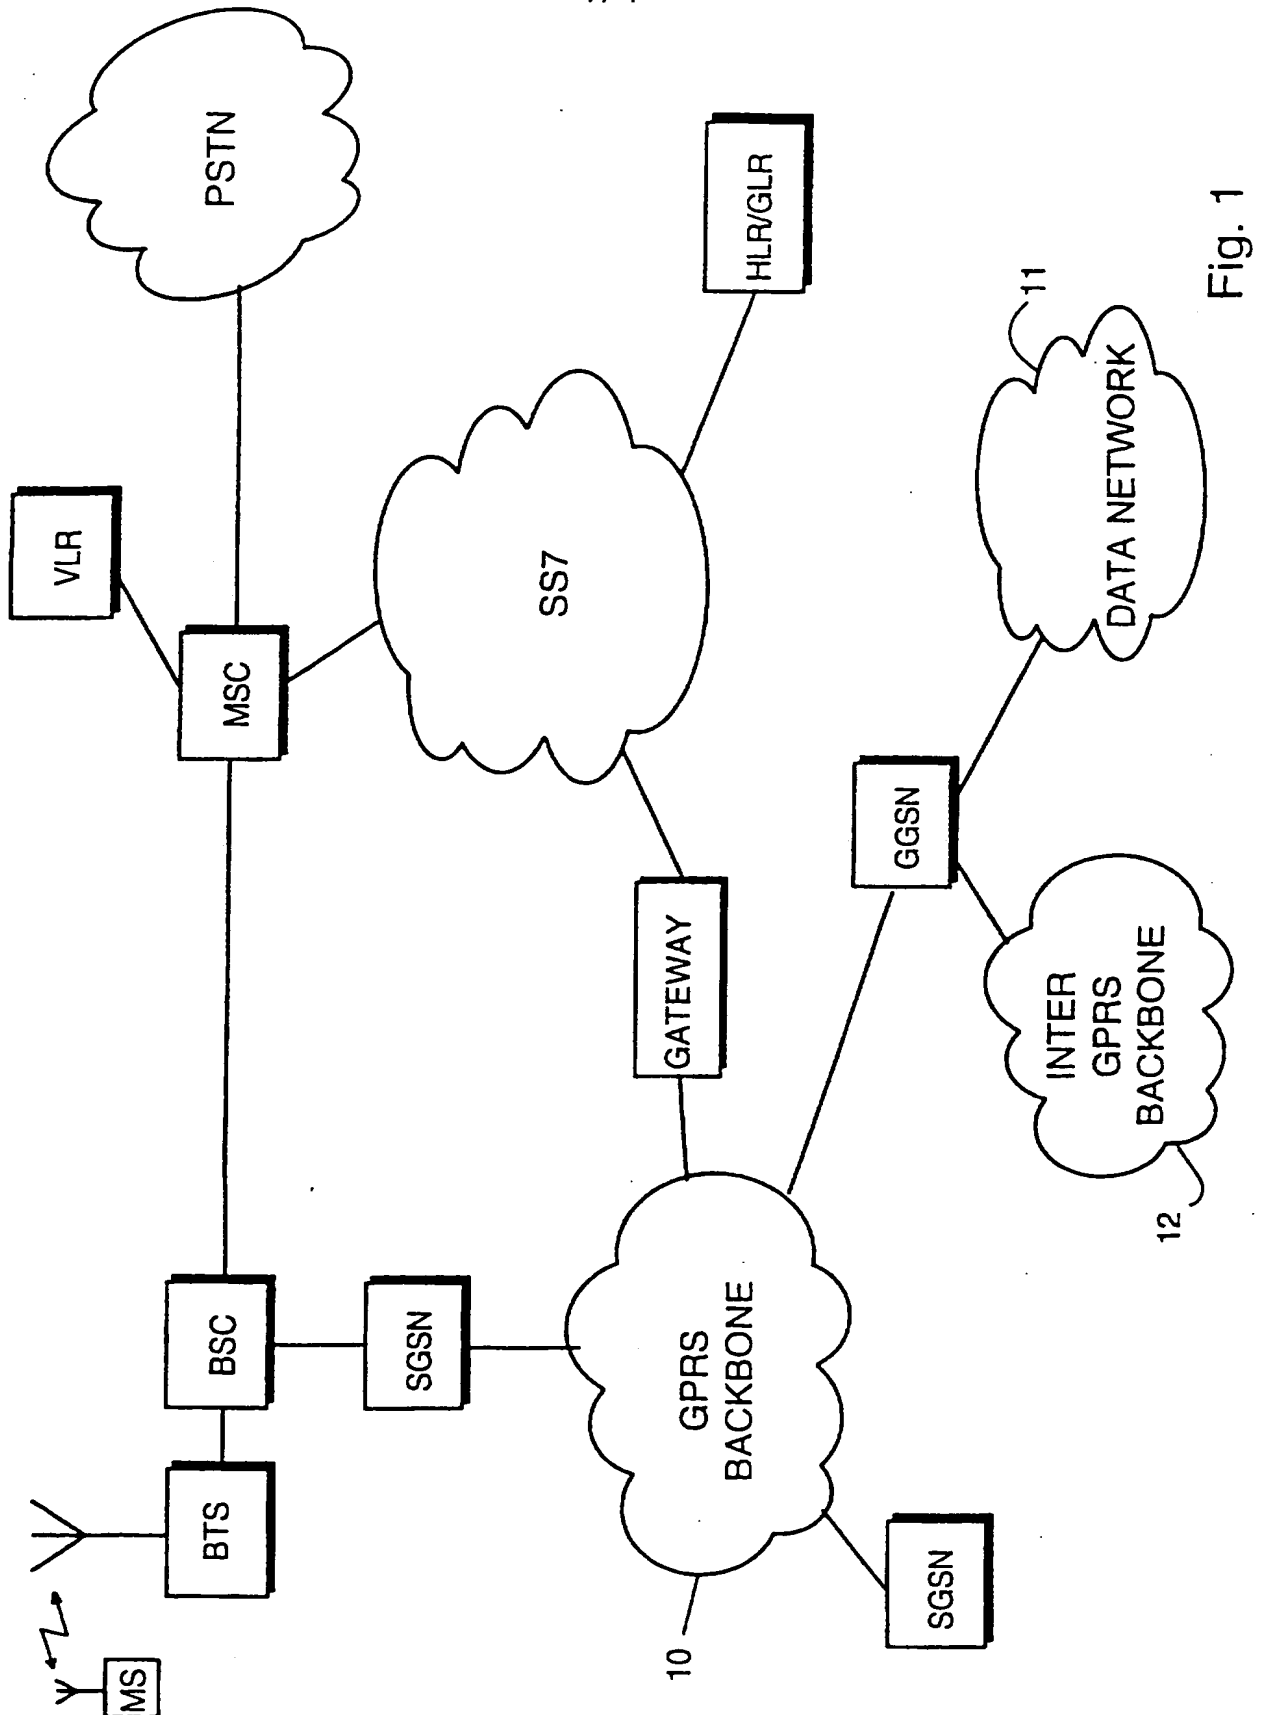 MS
BTS
BSC
MSC
VLR
PSTN
SGSN
SS7
HLR/GLR
GATEWAY
GPRS
BACKBONE
10
SGSN
GGSN
INTER
GPRS
BACKBONE
12
DATA NETWORK
11
Fig. 1